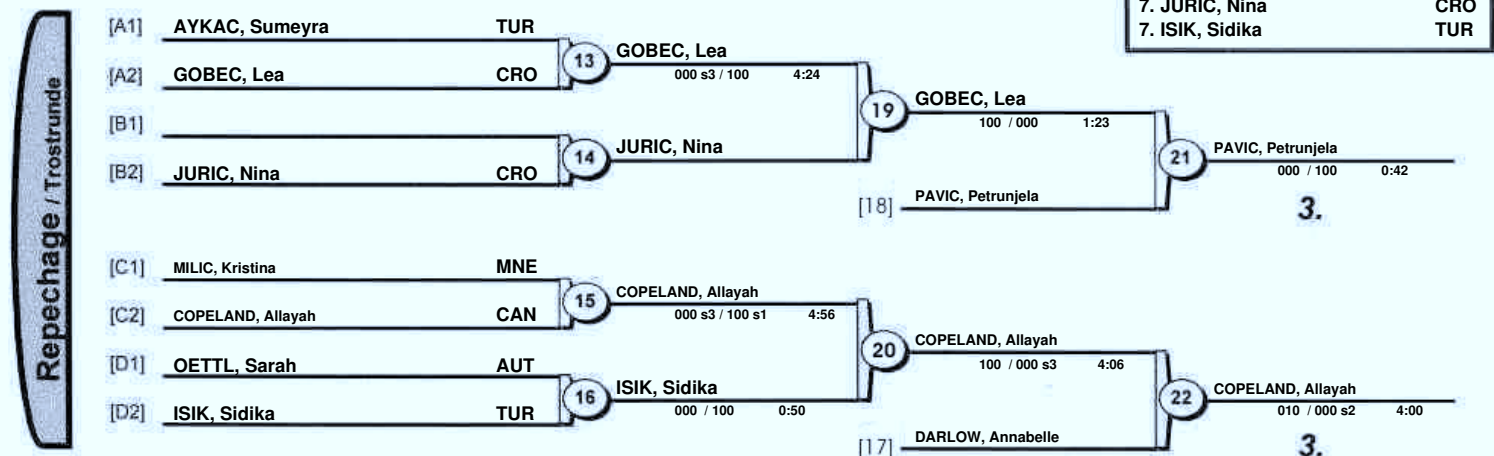 7. JURIC, Nina CRO
7. ISIK, Sidika TUR
Repechage / Trostrunde
[A1] AYKAC, Sumeyra TUR
[A2] GOBEC, Lea CRO
13 GOBEC, Lea
000 s3 / 100 4:24
[B1]
[B2] JURIC, Nina CRO
14 JURIC, Nina
19 GOBEC, Lea
100 / 000 1:23
[18] PAVIC, Petrunjela
21 PAVIC, Petrunjela
000 / 100 0:42
3.
[C1] MILIC, Kristina MNE
[C2] COPELAND, Allayah CAN
15 COPELAND, Allayah
000 s3 / 100 s1 4:56
[D1] OETTL, Sarah AUT
[D2] ISIK, Sidika TUR
16 ISIK, Sidika
000 / 100 0:50
20 COPELAND, Allayah
100 / 000 s3 4:06
[17] DARLOW, Annabelle
22 COPELAND, Allayah
010 / 000 s2 4:00
3.